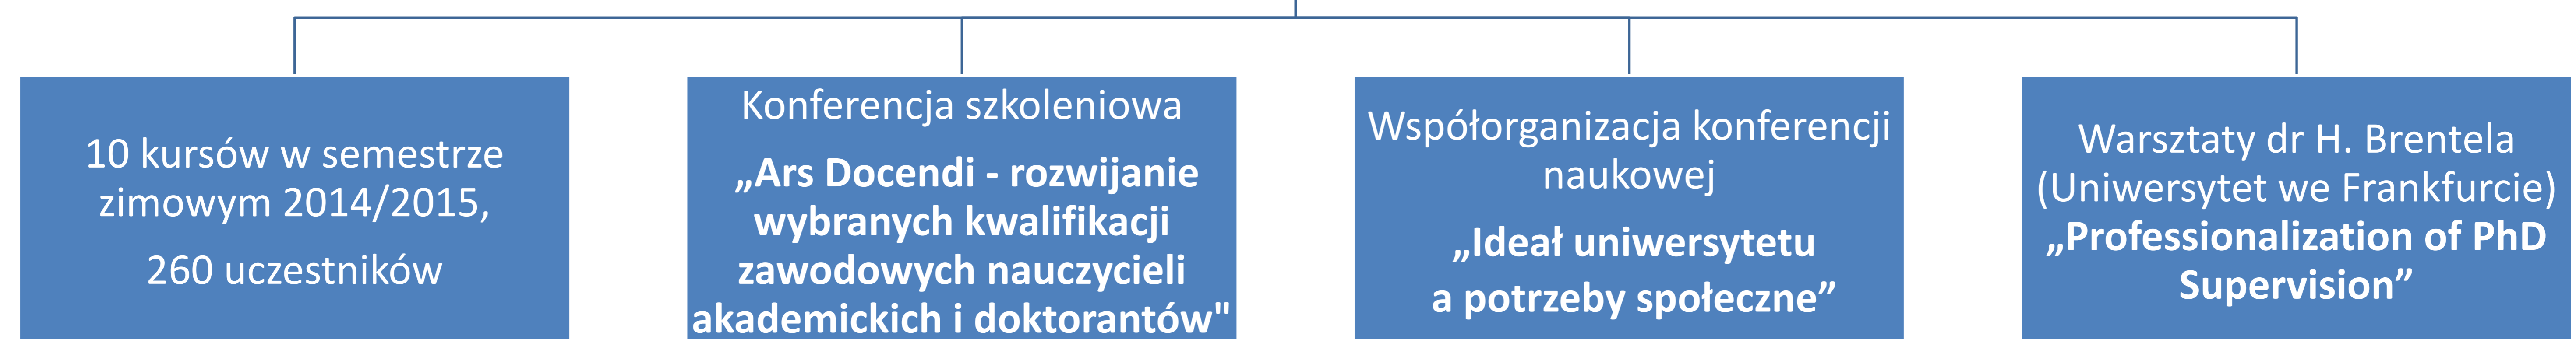 10 kursów w semestrze
zimowym 2014/2015,
260 uczestników
Konferencja szkoleniowa
„Ars Docendi - rozwijanie
wybranych kwalifikacji
zawodowych nauczycieli
akademickich i doktorantów"
Współorganizacja konferencji
naukowej
„Ideał uniwersytetu
a potrzeby społeczne”
Warsztaty dr H. Brentela
(Uniwersytet we Frankfurcie)
„Professionalization of PhD
Supervision”